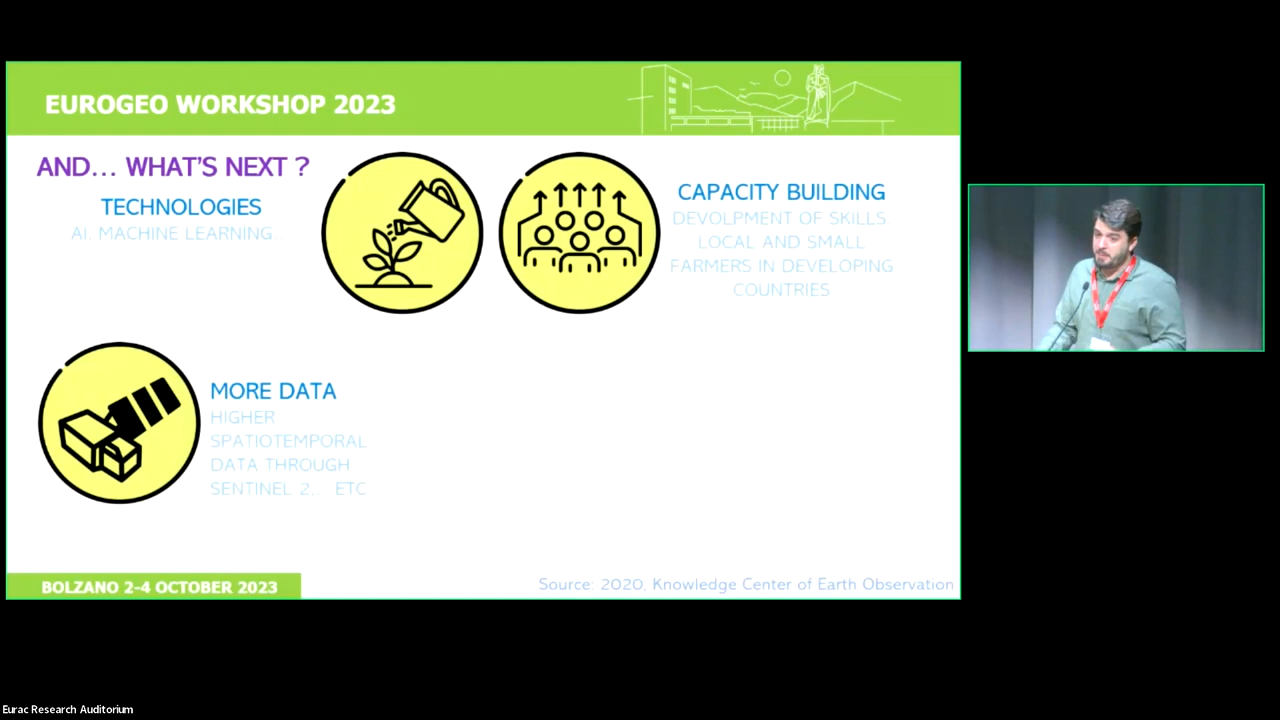 EUROGEO WORKSHOP 2023
AND... WHAT'S NEXT ?
TECHNOLOGIES
AI, MACHINE LEARNING
CAPACITY BUILDING
DEVOLPMENT OF SKILLS
LOCAL AND SMALL
FARMERS IN DEVELOPING
COUNTRIES
MORE DATA
HIGHER
SPATIOTEMPORAL
DATA THROUGH
SENTINEL 2,.. ETC
BOLZANO 2-4 OCTOBER 2023
Source: 2020, Knowledge Center of Earth Observation
Eurac Research Auditorium